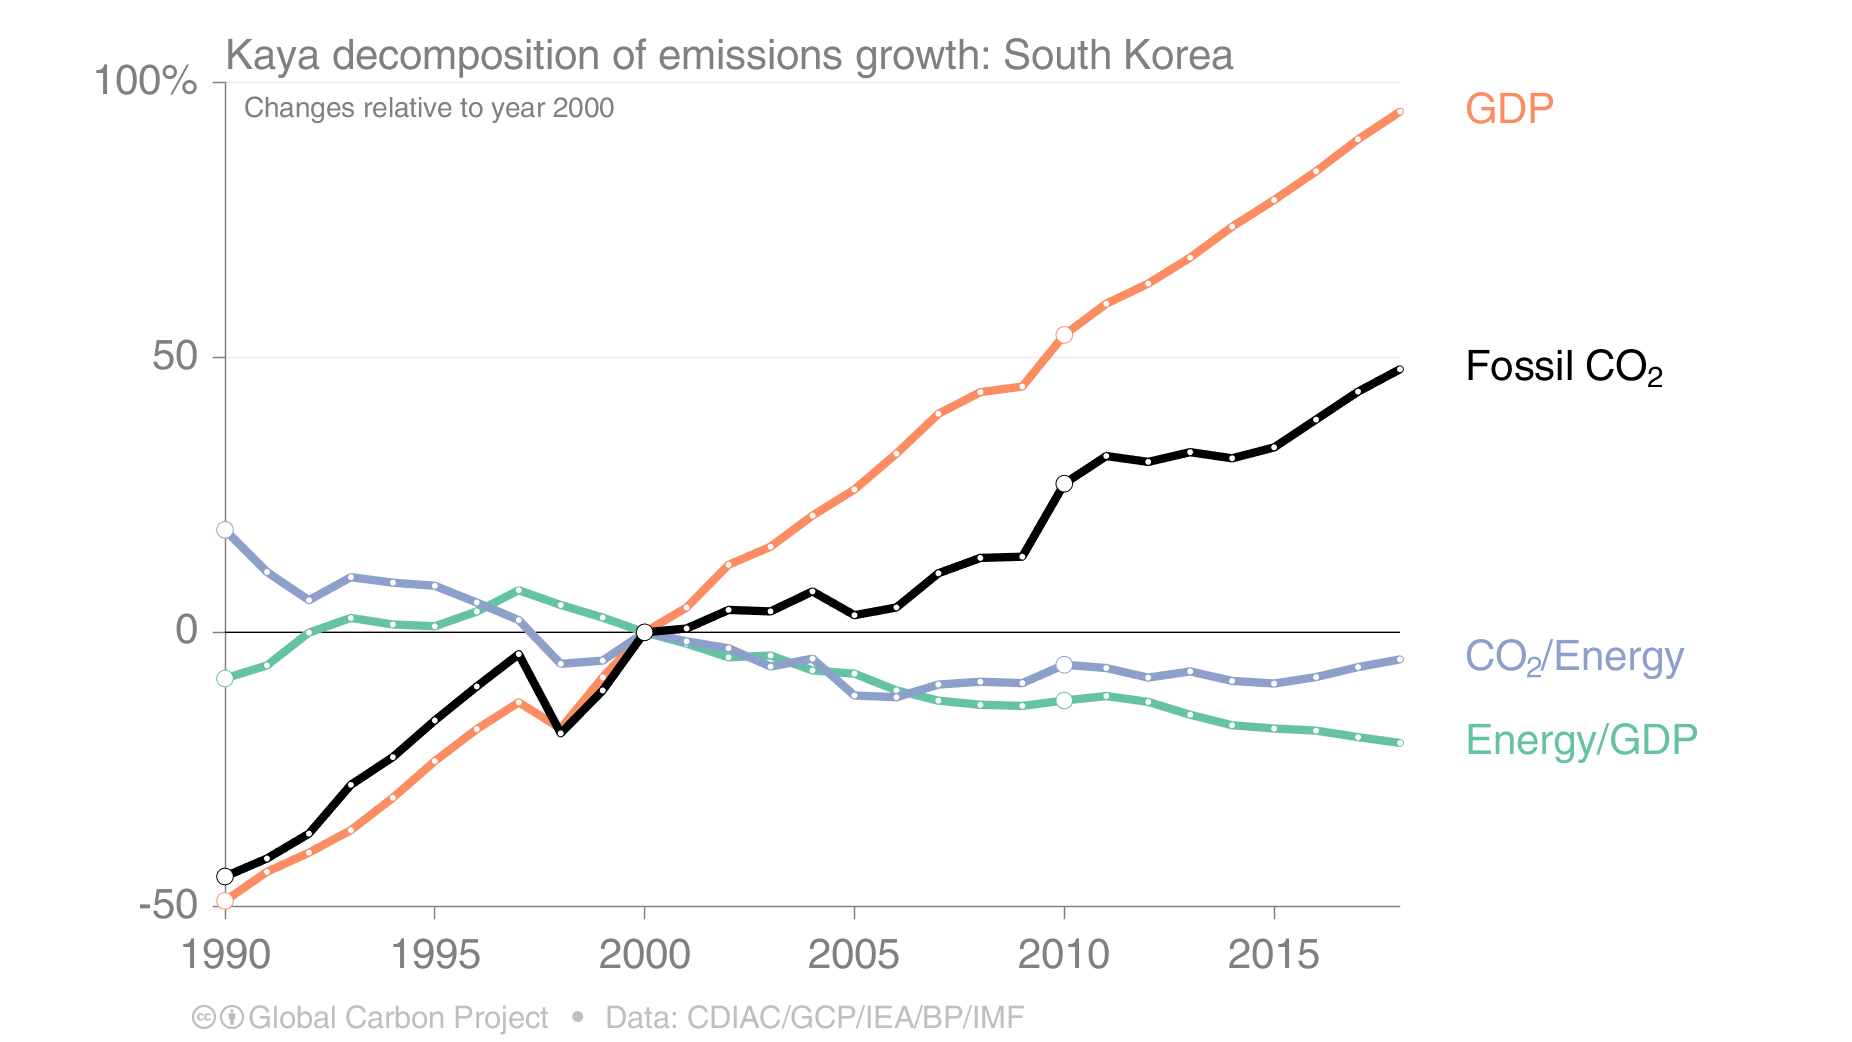 Kaya decomposition of emissions growth: South Korea
100%
Changes relative to year 2000
GDP
50
Fossil CO₂
0
CO₂/Energy
Energy/GDP
-50
1990 1995 2000 2005 2010 2015
cc Global Carbon Project • Data: CDIAC/GCP/IEA/BP/IMF